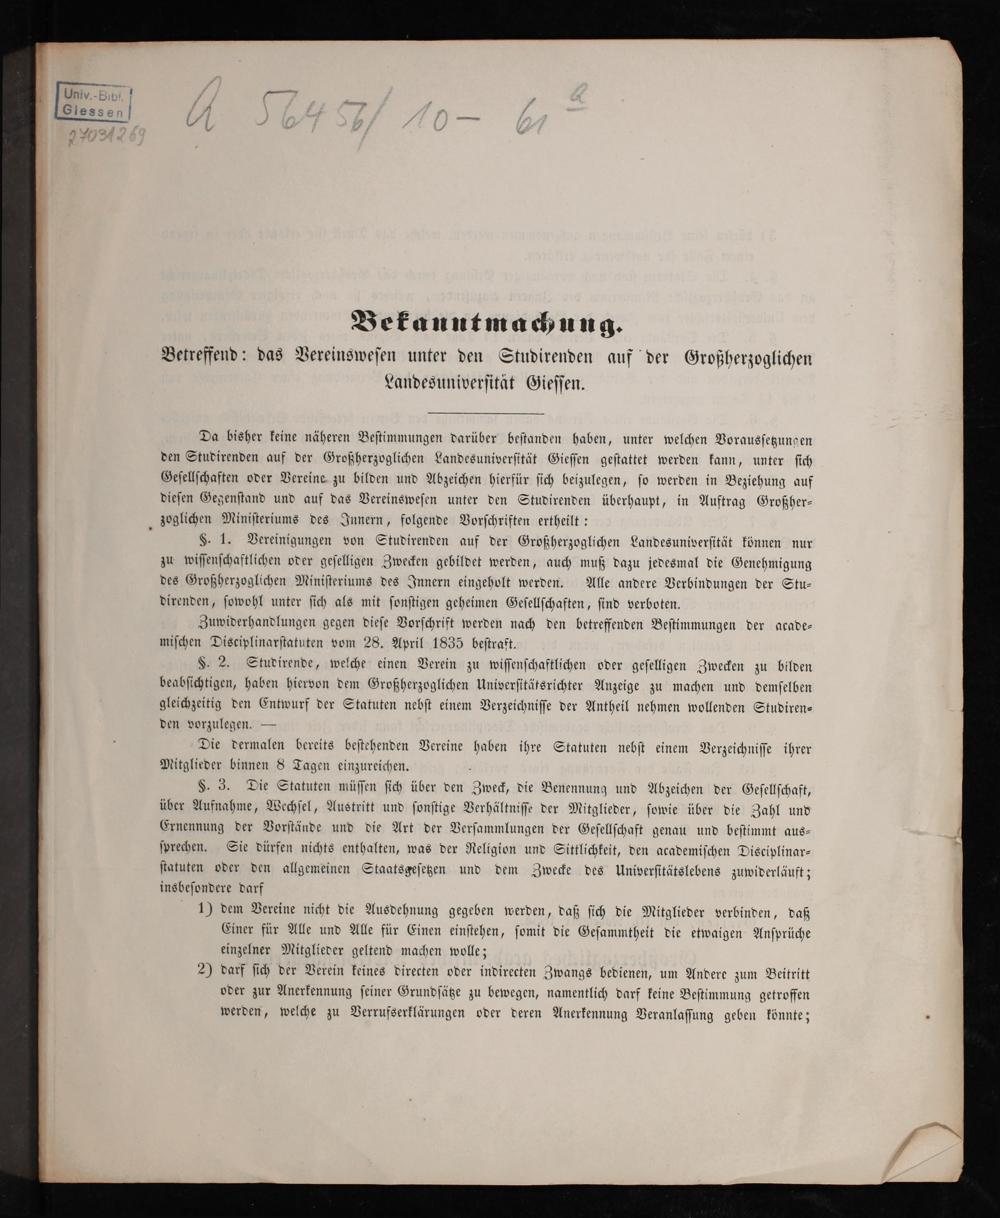 Univ.-Bibl.
Giessen
27031269
A 56456/10-61 a
Bekanntmachung.
Betreffend: das Vereinswesen unter den Studirenden auf der Großherzoglichen
Landesuniversität Giessen.
Da bisher keine näheren Bestimmungen darüber bestanden haben, unter welchen Voraussetzungen
den Studirenden auf der Großherzoglichen Landesuniversität Giessen gestattet werden kann, unter sich
Gesellschaften oder Vereine zu bilden und Abzeichen hierfür sich beizulegen, so werden in Beziehung auf
diesen Gegenstand und auf das Vereinswesen unter den Studirenden überhaupt, in Auftrag Großher-
zoglichen Ministeriums des Innern, folgende Vorschriften ertheilt:
§. 1. Vereinigungen von Studirenden auf der Großherzoglichen Landesuniversität können nur
zu wissenschaftlichen oder geselligen Zwecken gebildet werden, auch muß dazu jedesmal die Genehmigung
des Großherzoglichen Ministeriums des Innern eingeholt werden. Alle andere Verbindungen der Stu-
direnden, sowohl unter sich als mit sonstigen geheimen Gesellschaften, sind verboten.
Zuwiderhandlungen gegen diese Vorschrift werden nach den betreffenden Bestimmungen der acade-
mischen Disciplinarstatuten vom 28. April 1835 bestraft.
§. 2. Studirende, welche einen Verein zu wissenschaftlichen oder geselligen Zwecken zu bilden
beabsichtigen, haben hiervon dem Großherzoglichen Universitätsrichter Anzeige zu machen und demselben
gleichzeitig den Entwurf der Statuten nebst einem Verzeichnisse der Antheil nehmen wollenden Studiren-
den vorzulegen. —
Die dermalen bereits bestehenden Vereine haben ihre Statuten nebst einem Verzeichnisse ihrer
Mitglieder binnen 8 Tagen einzureichen.
§. 3. Die Statuten müssen sich über den Zweck, die Benennung und Abzeichen der Gesellschaft,
über Aufnahme, Wechsel, Austritt und sonstige Verhältnisse der Mitglieder, sowie über die Zahl und
Ernennung der Vorstände und die Art der Versammlungen der Gesellschaft genau und bestimmt aus-
sprechen. Sie dürfen nichts enthalten, was der Religion und Sittlichkeit, den academischen Disciplinar-
statuten oder den allgemeinen Staatsgesetzen und dem Zwecke des Universitätslebens zuwiderläuft;
insbesondere darf
1) dem Vereine nicht die Ausdehnung gegeben werden, daß sich die Mitglieder verbinden, daß
Einer für Alle und Alle für Einen einstehen, somit die Gesammtheit die etwaigen Ansprüche
einzelner Mitglieder geltend machen wolle;
2) darf sich der Verein keines directen oder indirecten Zwangs bedienen, um Andere zum Beitritt
oder zur Anerkennung seiner Grundsätze zu bewegen, namentlich darf keine Bestimmung getroffen
werden, welche zu Verrufserklärungen oder deren Anerkennung Veranlassung geben könnte;